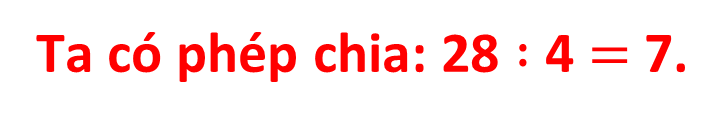 Ta có phép chia: 28 : 4 = 7.